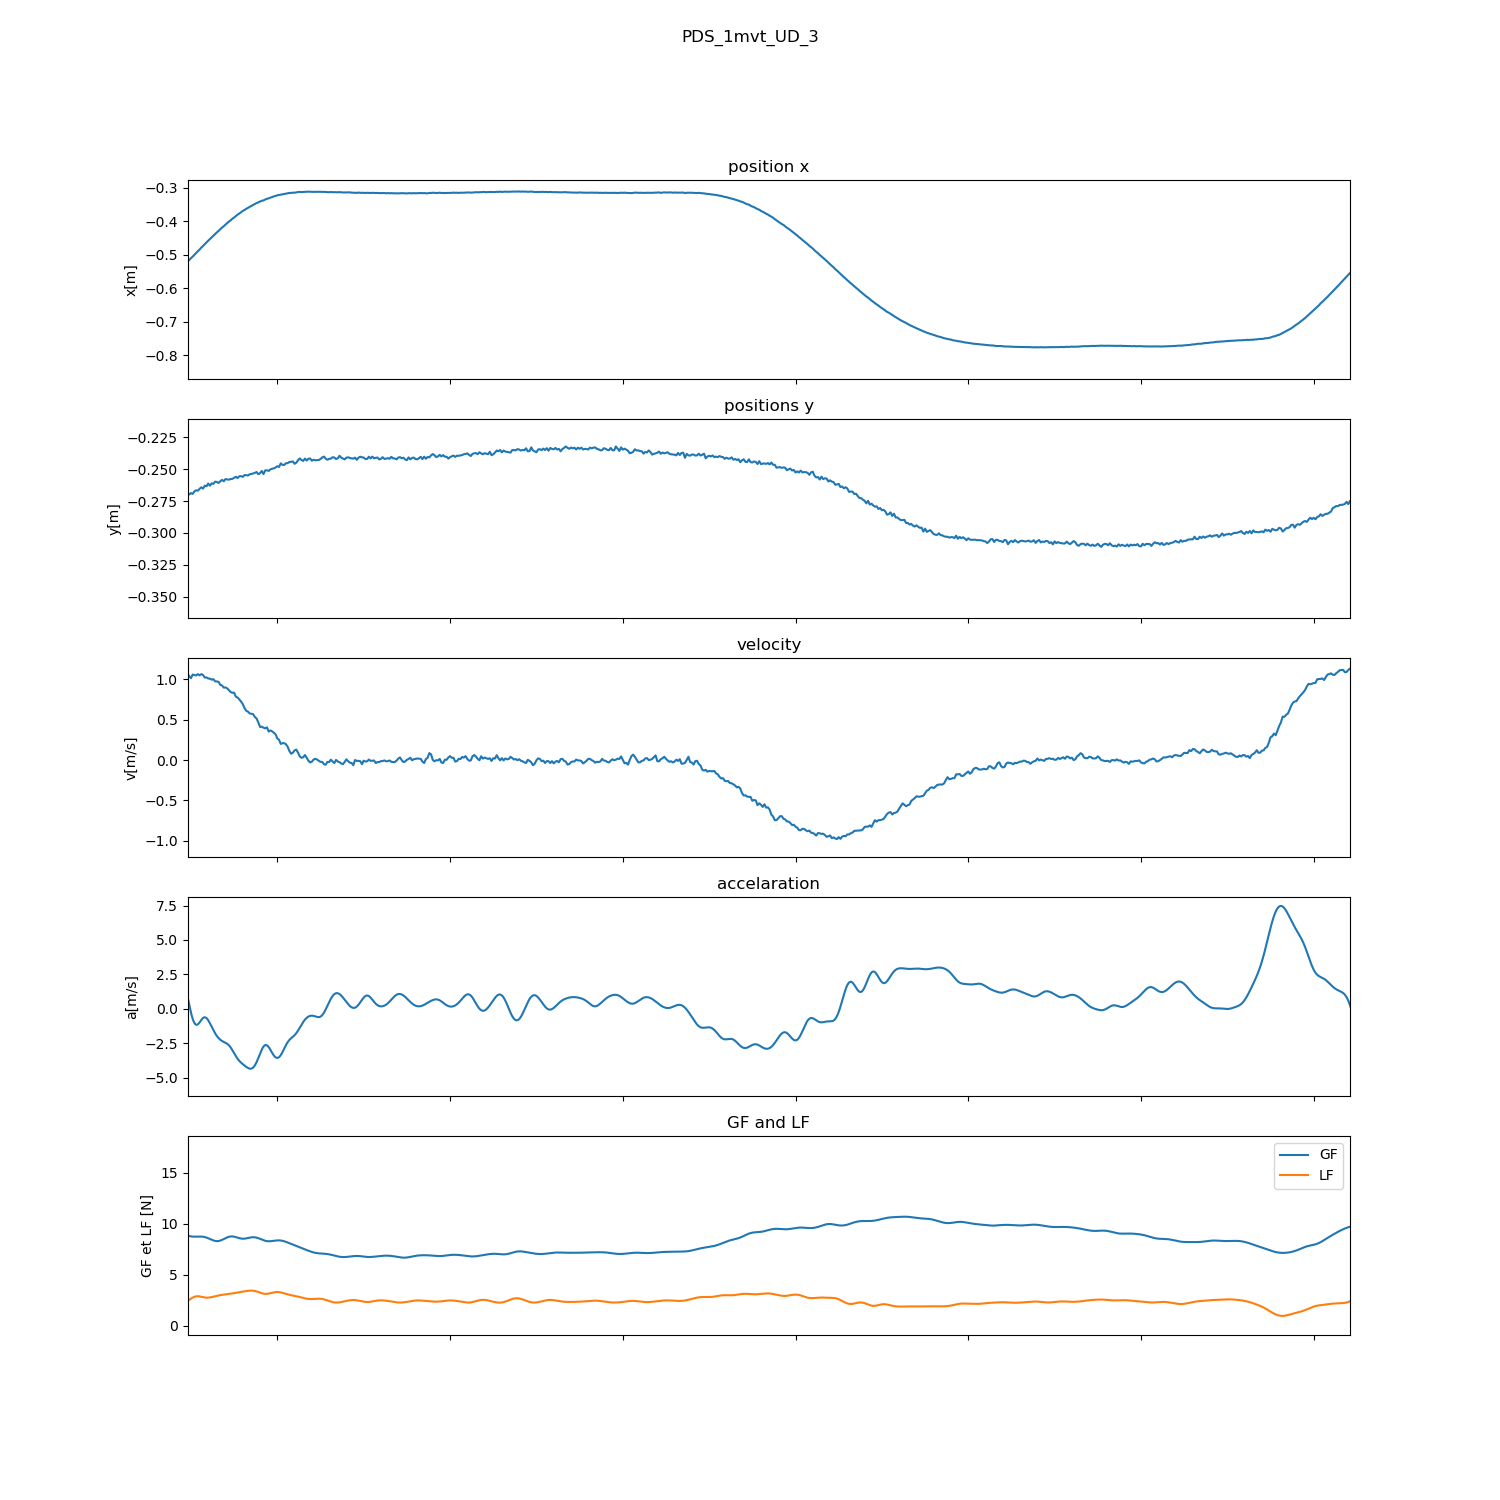 PDS_1mvt_UD_3
position x
−0.3
−0.4
−0.5
−0.6
−0.7
−0.8
x[m]
positions y
−0.225
−0.250
−0.275
−0.300
−0.325
−0.350
y[m]
velocity
1.0
0.5
0.0
−0.5
−1.0
v[m/s]
accelaration
7.5
5.0
2.5
0.0
−2.5
−5.0
a[m/s]
GF and LF
15
10
5
0
GF et LF [N]
GF
LF